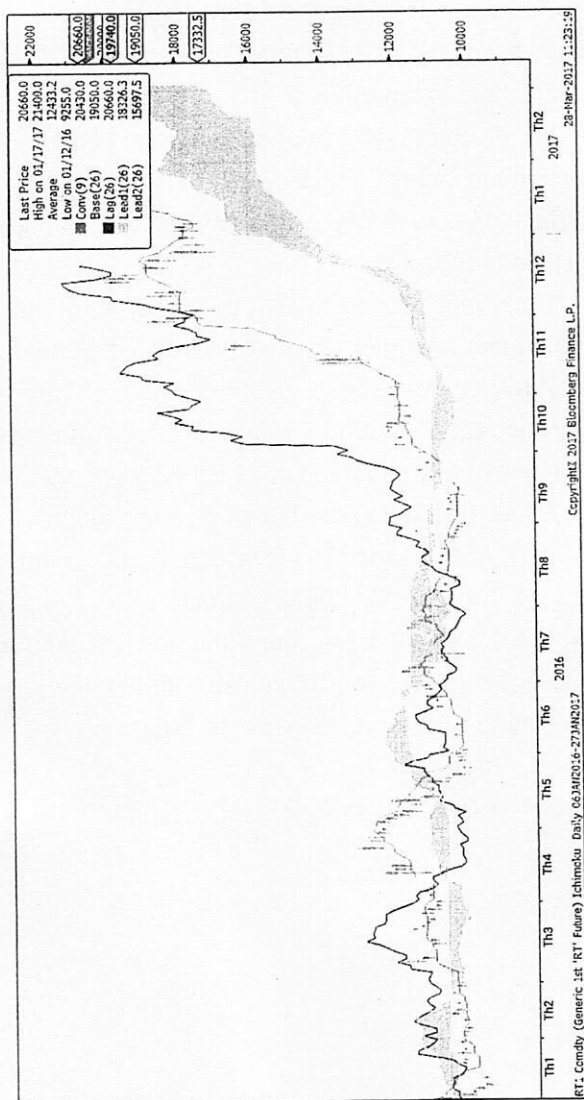 22000
20660.0
19740.0
19050.0
18000
17332.5
16000
14000
12000
10000
Last Price 20660.0
High on 01/17/17 21400.0
Average 12433.2
Low on 01/12/16 9255.0
Conv(9) 20430.0
Base(26) 19050.0
Lag(26) 20660.0
Lead1(26) 18326.3
Lead2(26) 15697.5
Th1 Th2 Th3 Th4 Th5 Th6 Th7 Th8 Th9 Th10 Th11 Th12 Th1 Th2
2016 2017
RT1 Comdty (Generic 1st 'RT' Future) Ichimoku Daily 06JAN2016-27JAN2017 Copyright© 2017 Bloomberg Finance L.P. 28-Mar-2017 11:23:19